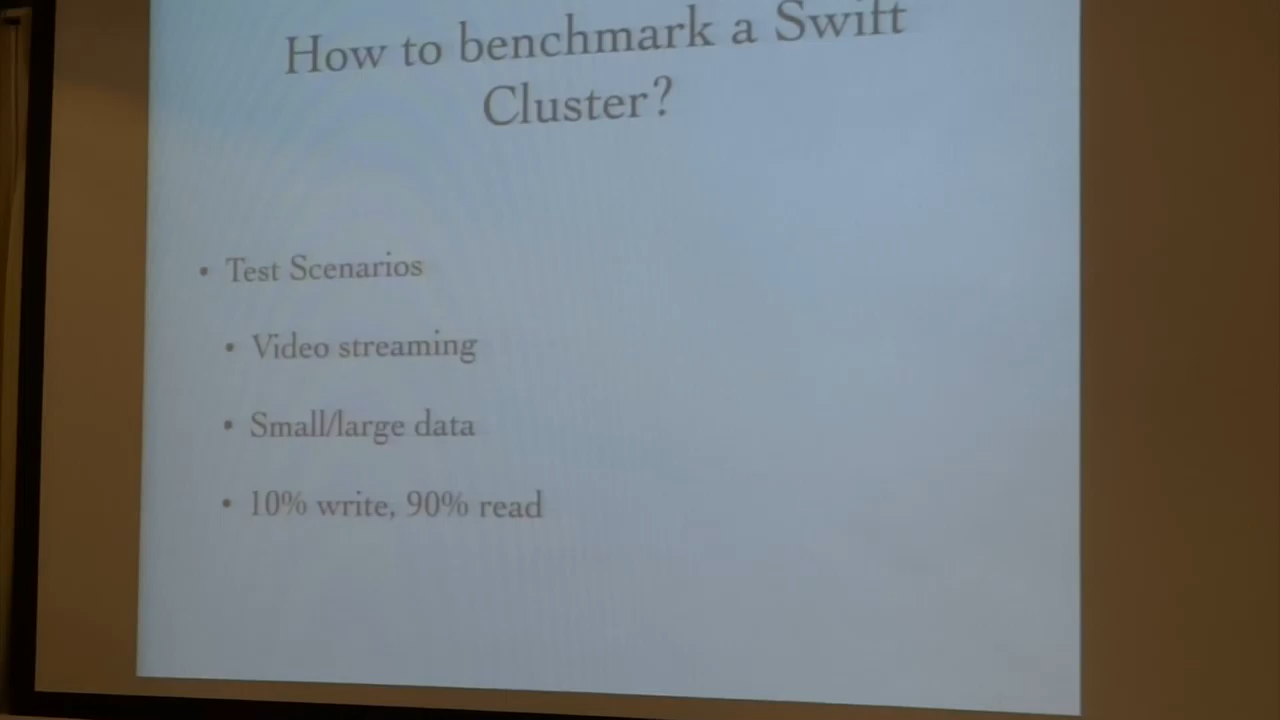 How to benchmark a Swift
Cluster?
• Test Scenarios
• Video streaming
• Small/large data
• 10% write, 90% read